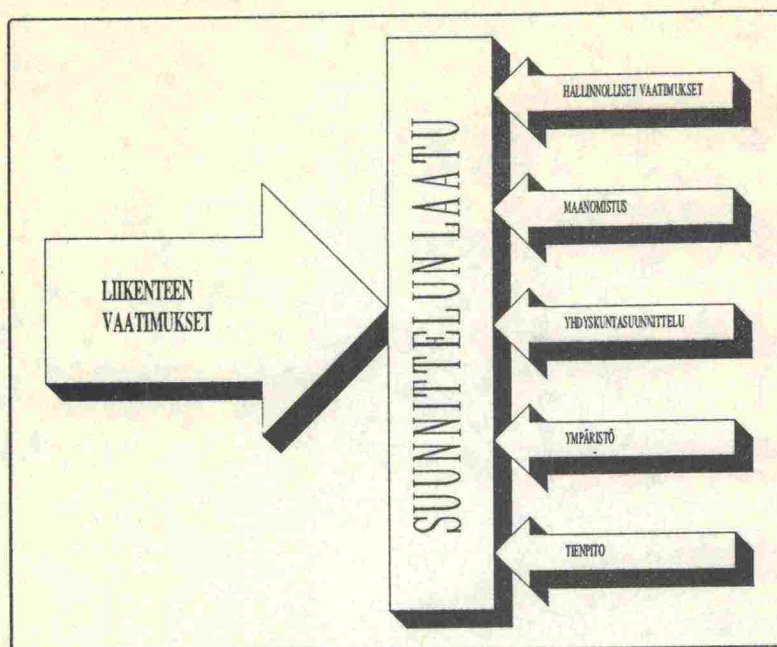 LIIKENTEEN
VAATIMUKSET
SUUNNITTELUN LAATU
HALLINNOLLISET VAATIMUKSET
MAANOMISTUS
YHDYSKUNTASUUNNITTELU
YMPÄRISTÖ
TIENPITO